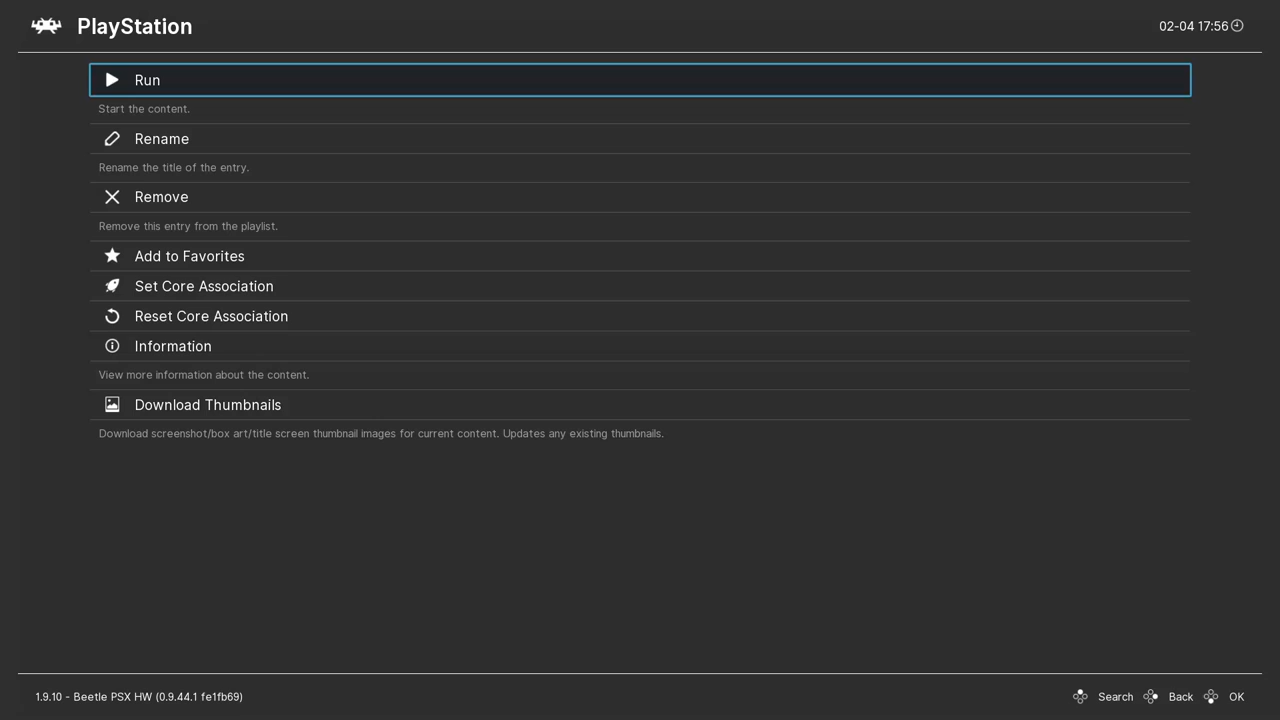 PlayStation
02-04 17:56
Run
Start the content.
Rename
Rename the title of the entry.
Remove
Remove this entry from the playlist.
Add to Favorites
Set Core Association
Reset Core Association
Information
View more information about the content.
Download Thumbnails
Download screenshot/box art/title screen thumbnail images for current content. Updates any existing thumbnails.
1.9.10 - Beetle PSX HW (0.9.44.1 fe1fb69)
Search Back OK